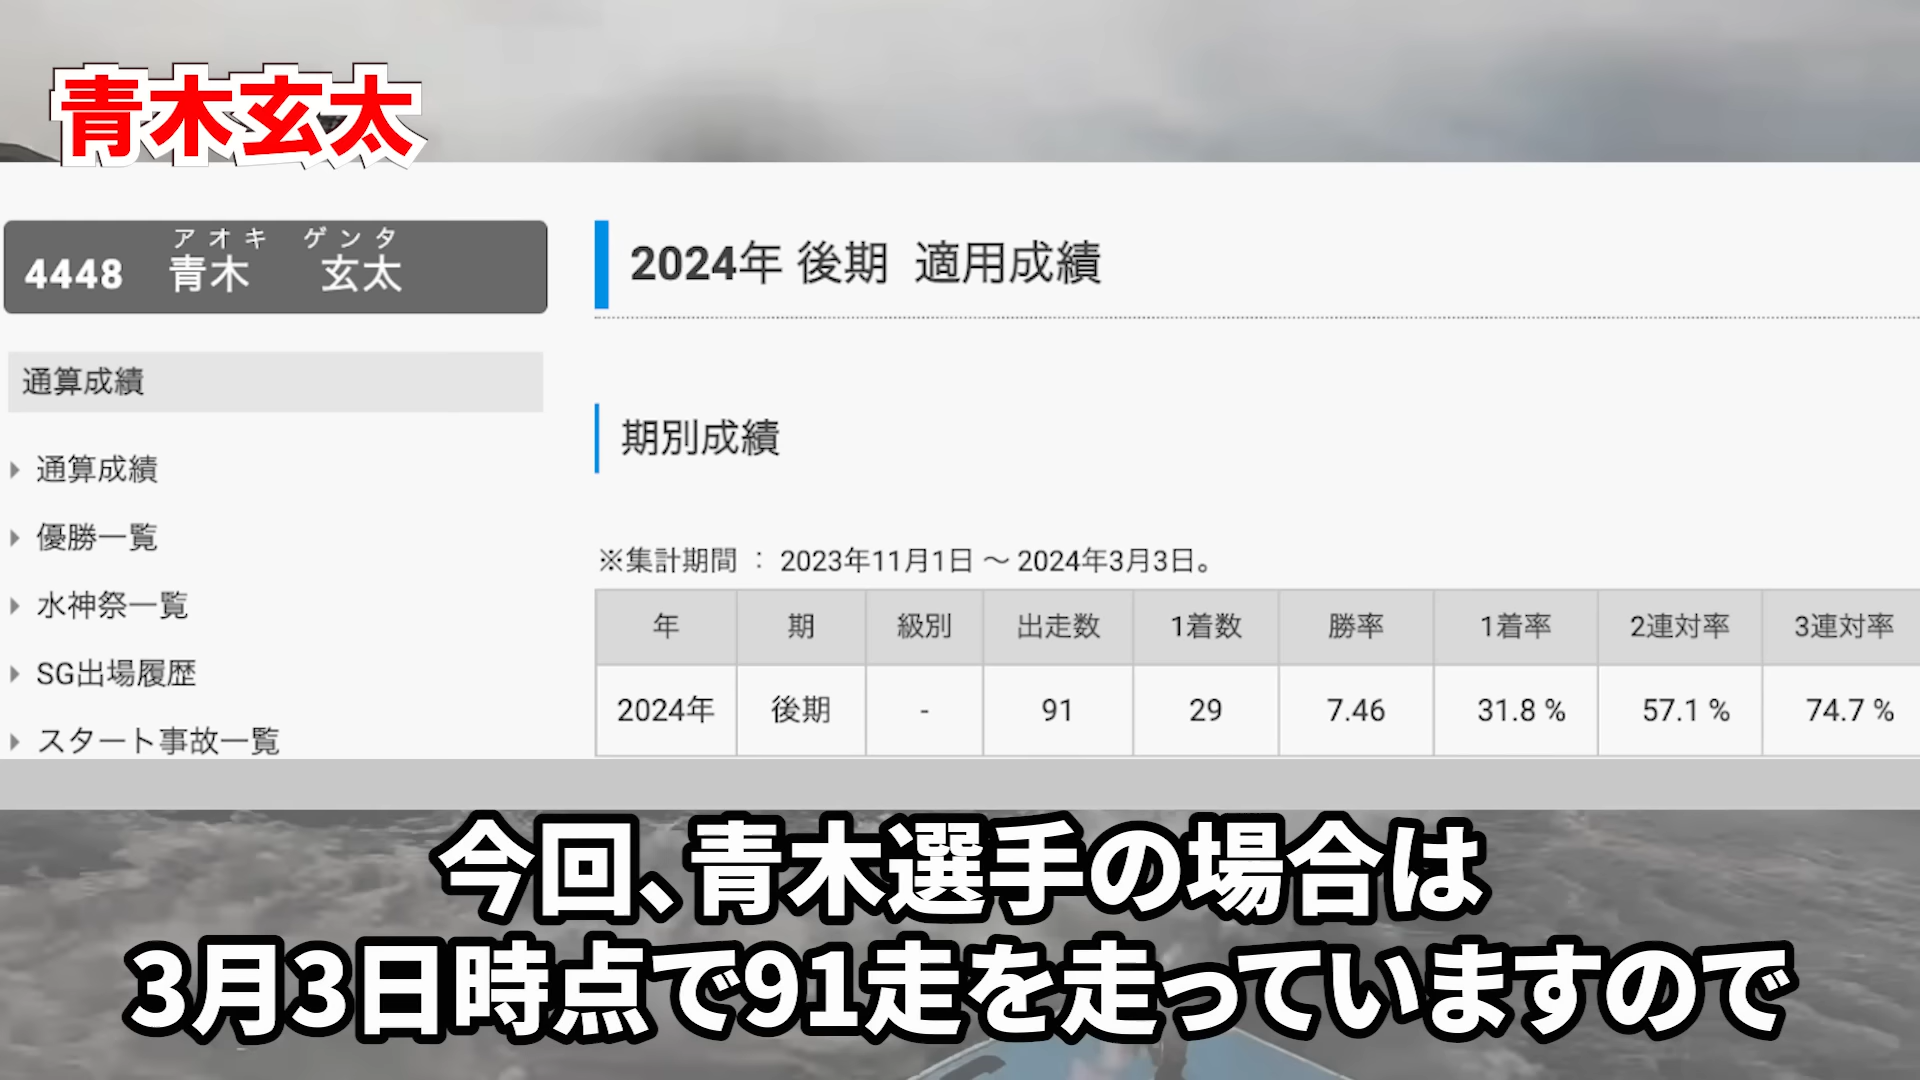 青木玄太
アオキ ゲンタ
4448 青木 玄太
通算成績
通算成績
優勝一覧
水神祭一覧
SG出場履歴
スタート事故一覧
2024年 後期 適用成績
期別成績
※集計期間 : 2023年11月1日 ～ 2024年3月3日。
年 期 級別 出走数 1着数 勝率 1着率 2連対率 3連対率
2024年 後期 - 91 29 7.46 31.8 % 57.1 % 74.7 %
今回、青木選手の場合は
3月3日時点で91走を走っていますので